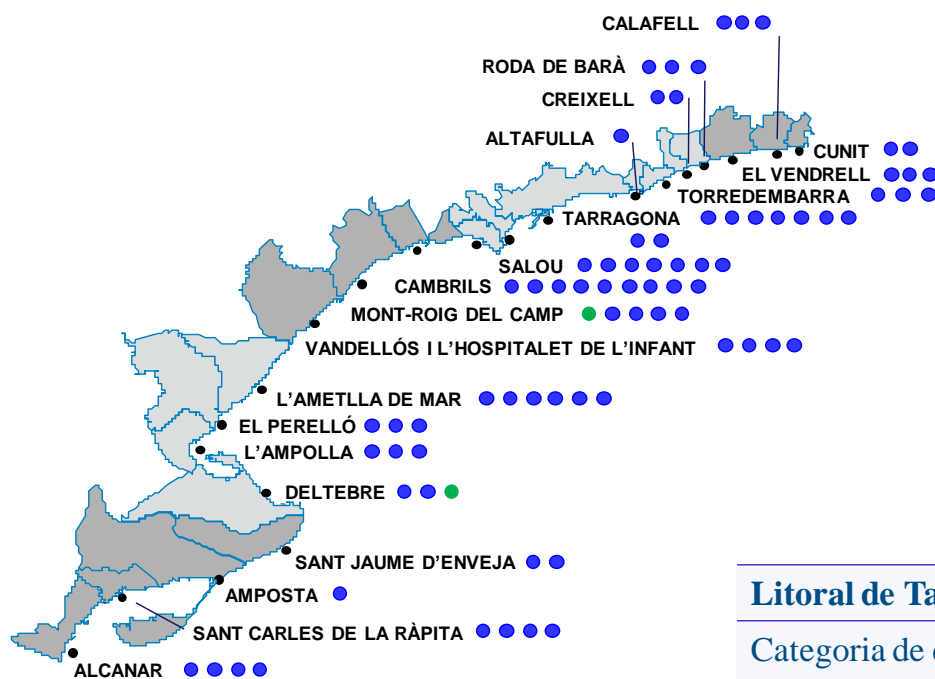 CALAFELL
RODA DE BARÀ
CREIXELL
ALTAFULLA
CUNIT
EL VENDRELL
TORREDEMBARRA
TARRAGONA
SALOU
CAMBRILS
MONT-ROIG DEL CAMP
VANDELLÓS I L'HOSPITALET DE L'INFANT
L'AMETLLA DE MAR
EL PERELLÓ
L'AMPOLLA
DELTEBRE
SANT JAUME D'ENVEJA
AMPOSTA
SANT CARLES DE LA RÀPITA
ALCANAR
Litoral de Ta
Categoria de